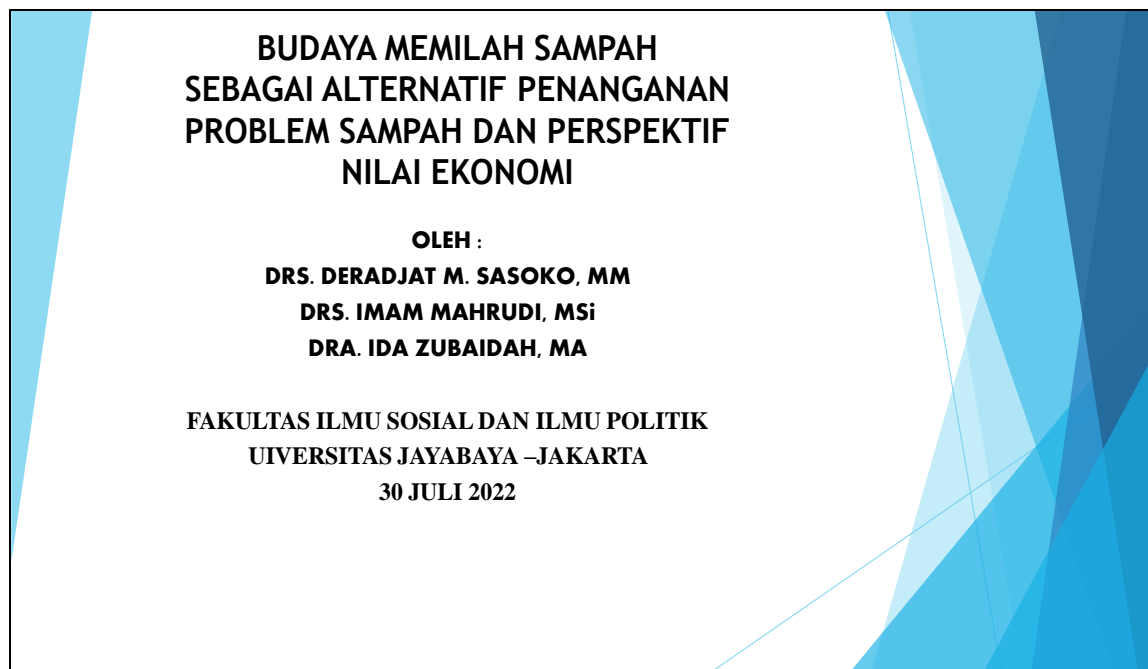 BUDAYA MEMILAH SAMPAH
SEBAGAI ALTERNATIF PENANGANAN
PROBLEM SAMPAH DAN PERSPEKTIF
NILAI EKONOMI
OLEH :
DRS. DERADJAT M. SASOKO, MM
DRS. IMAM MAHRUDI, MSi
DRA. IDA ZUBAIDAH, MA
FAKULTAS ILMU SOSIAL DAN ILMU POLITIK
UIVERSITAS JAYABAYA –JAKARTA
30 JULI 2022